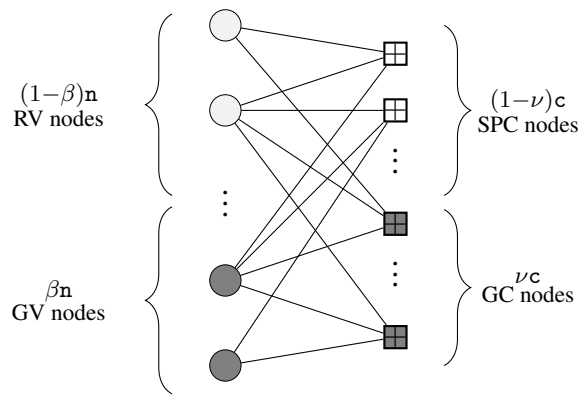 (1−β)n
RV nodes
βn
GV nodes
(1−ν)c
SPC nodes
νc
GC nodes